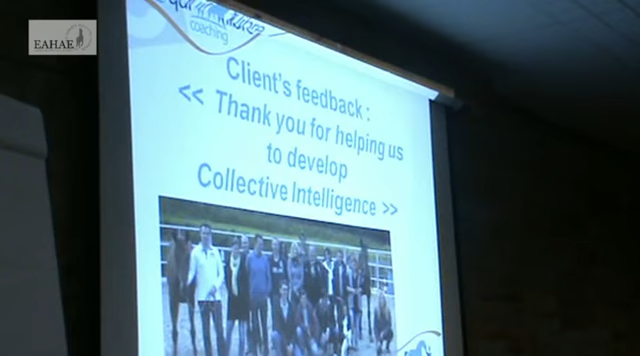 EAHAE
coaching
Client's feedback :
<< Thank you for helping us
to develop
Collective Intelligence >>